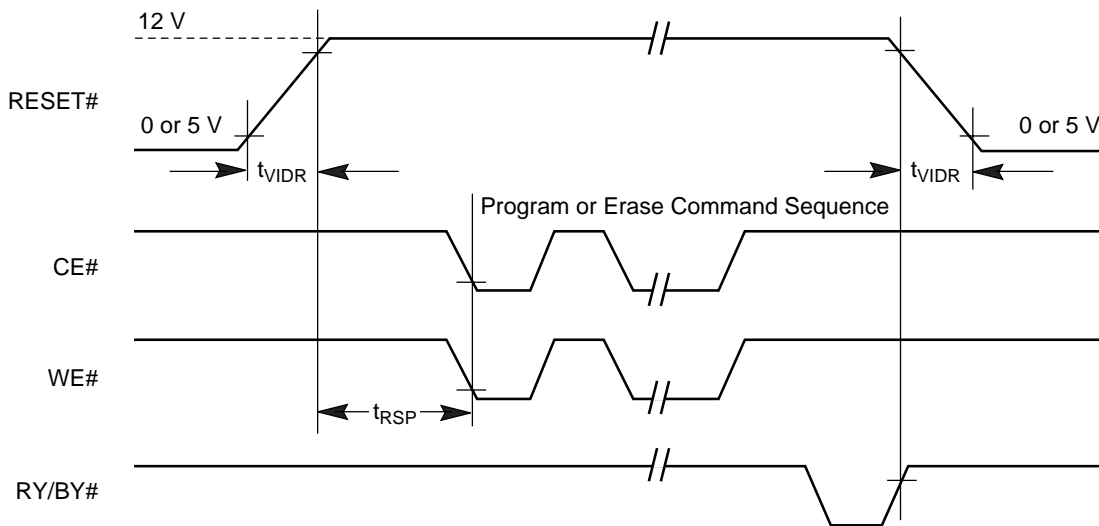 12 V
RESET#
0 or 5 V
0 or 5 V
tVIDR
tVIDR
Program or Erase Command Sequence
CE#
WE#
tRSP
RY/BY#